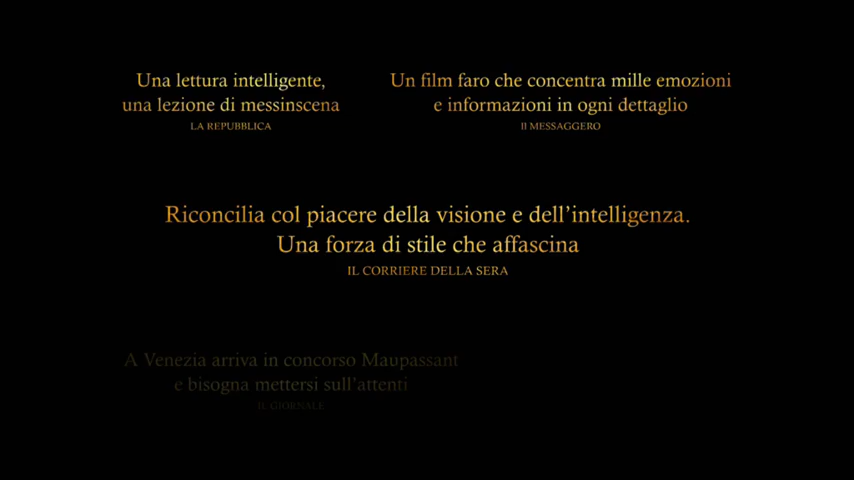 Una lettura intelligente,
una lezione di messinscena
LA REPUBBLICA
Un film faro che concentra mille emozioni
e informazioni in ogni dettaglio
Il MESSAGGERO
Riconcilia col piacere della visione e dell'intelligenza.
Una forza di stile che affascina
IL CORRIERE DELLA SERA
A Venezia arriva in concorso Maupassant
e bisogna mettersi sull'attenti
IL GIORNALE